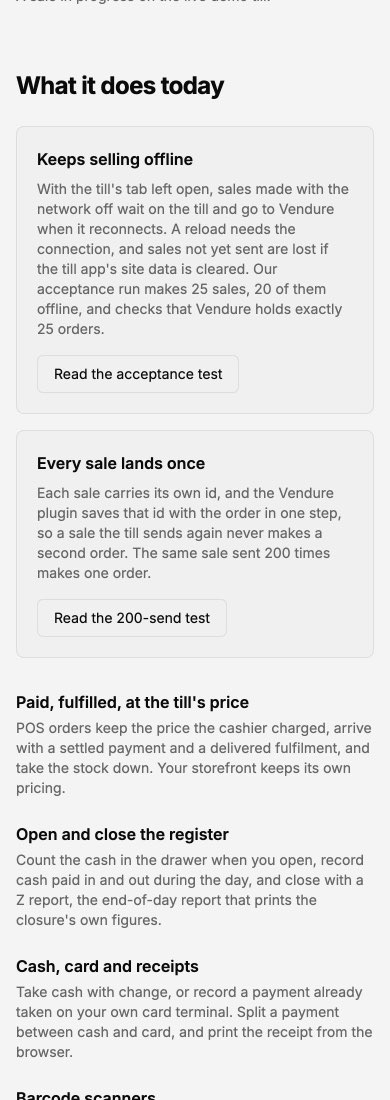 What it does today
Keeps selling offline
With the till's tab left open, sales made with the
network off wait on the till and go to Vendure
when it reconnects. A reload needs the
connection, and sales not yet sent are lost if
the till app's site data is cleared. Our
acceptance run makes 25 sales, 20 of them
offline, and checks that Vendure holds exactly
25 orders.
Read the acceptance test
Every sale lands once
Each sale carries its own id, and the Vendure
plugin saves that id with the order in one step,
so a sale the till sends again never makes a
second order. The same sale sent 200 times
makes one order.
Read the 200-send test
Paid, fulfilled, at the till's price
POS orders keep the price the cashier charged, arrive
with a settled payment and a delivered fulfilment, and
take the stock down. Your storefront keeps its own
pricing.
Open and close the register
Count the cash in the drawer when you open, record
cash paid in and out during the day, and close with a
Z report, the end-of-day report that prints the
closure's own figures.
Cash, card and receipts
Take cash with change, or record a payment already
taken on your own card terminal. Split a payment
between cash and card, and print the receipt from the
browser.
Barcode scanners